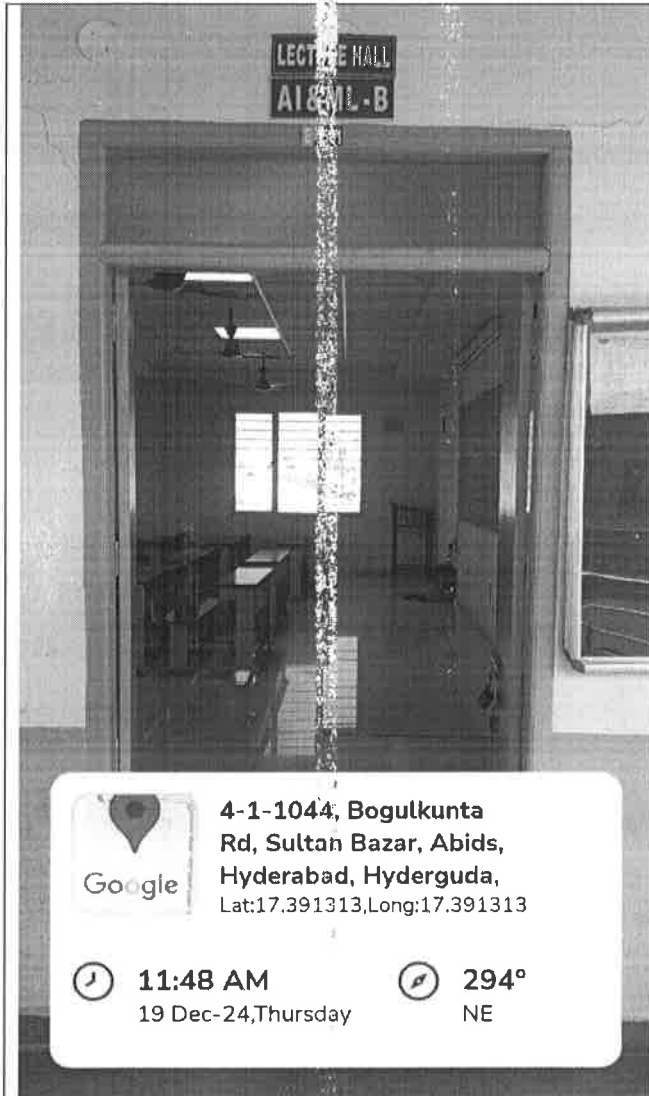 LECTURE HALL
AI&ML-B
4-1-1044, Bogulkunta
Rd, Sultan Bazar, Abids,
Hyderabad, Hyderguda,
Lat:17.391313,Long:17.391313
Google
11:48 AM
19 Dec-24,Thursday
294°
NE